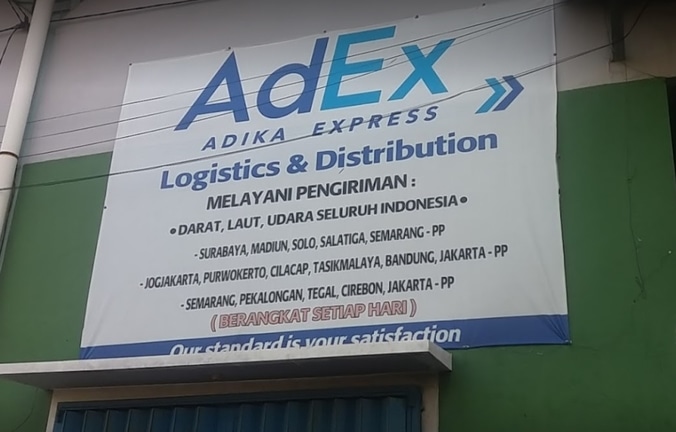 AdEx
ADIKA EXPRESS
Logistics & Distribution
MELAYANI PENGIRIMAN :
• DARAT, LAUT, UDARA SELURUH INDONESIA •
- SURABAYA, MADIUN, SOLO, SALATIGA, SEMARANG - PP
- JOGJAKARTA, PURWOKERTO, CILACAP, TASIKMALAYA, BANDUNG, JAKARTA - PP
- SEMARANG, PEKALONGAN, TEGAL, CIREBON, JAKARTA - PP
( BERANGKAT SETIAP HARI )
Our standard is your satisfaction